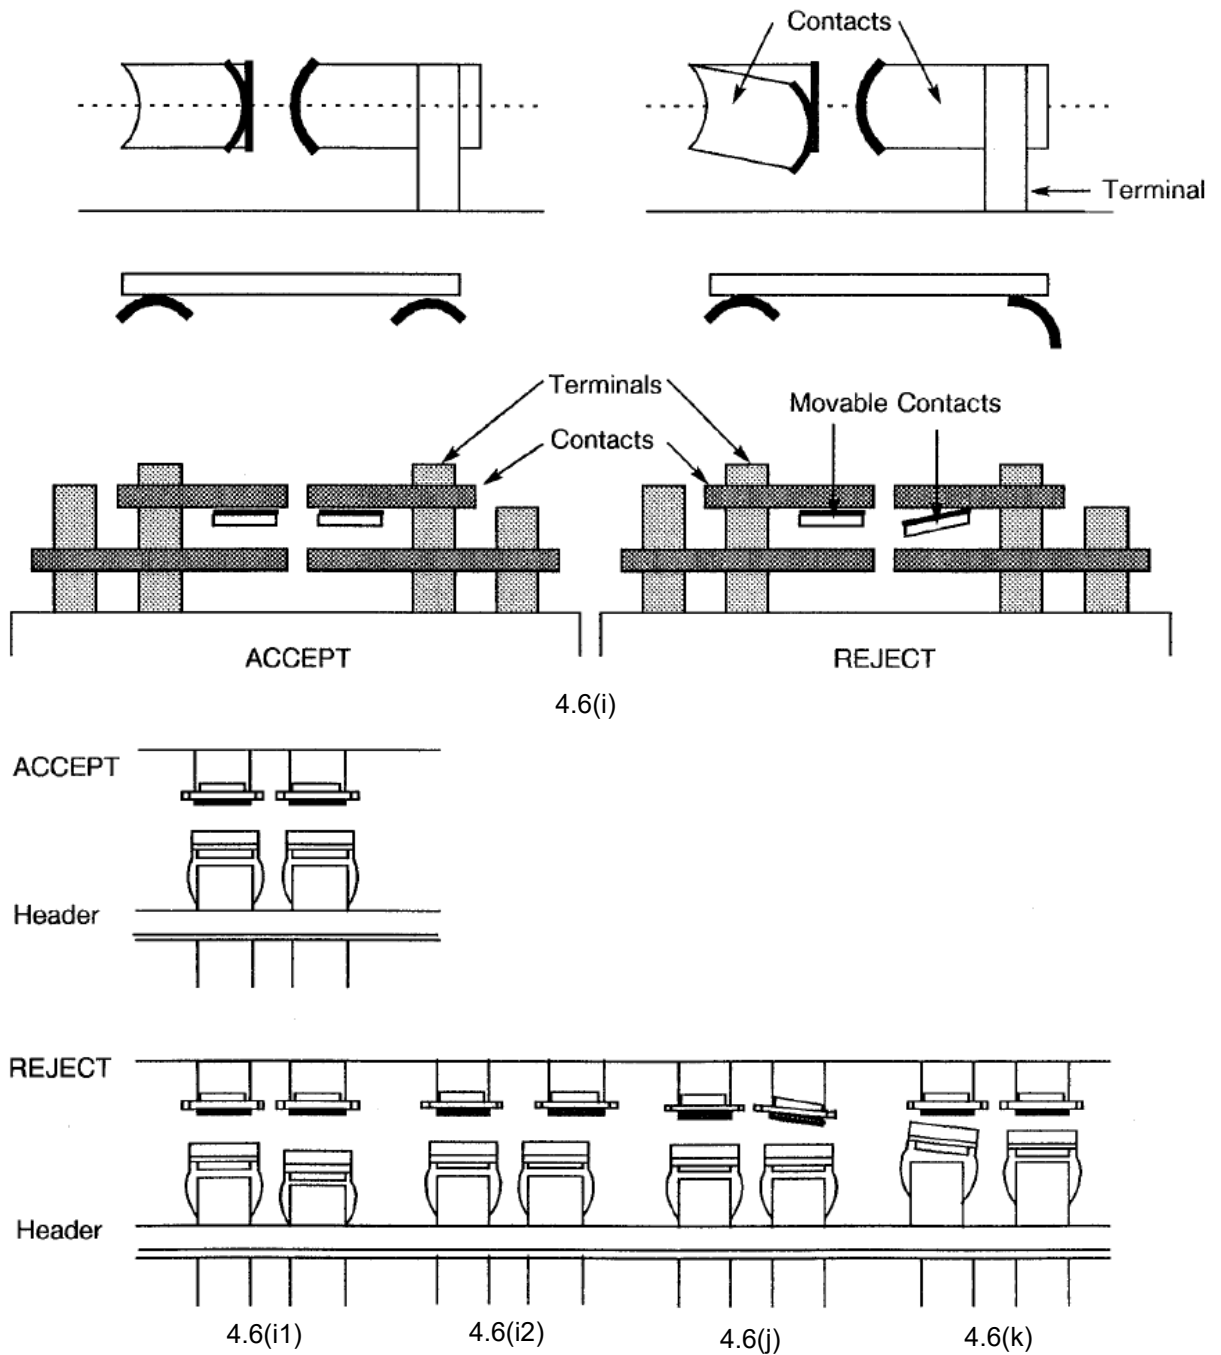 Contacts
Terminal
Terminals
Movable Contacts
Contacts
ACCEPT
REJECT
4.6(i)
ACCEPT
Header
REJECT
Header
4.6(i1)
4.6(i2)
4.6(j)
4.6(k)